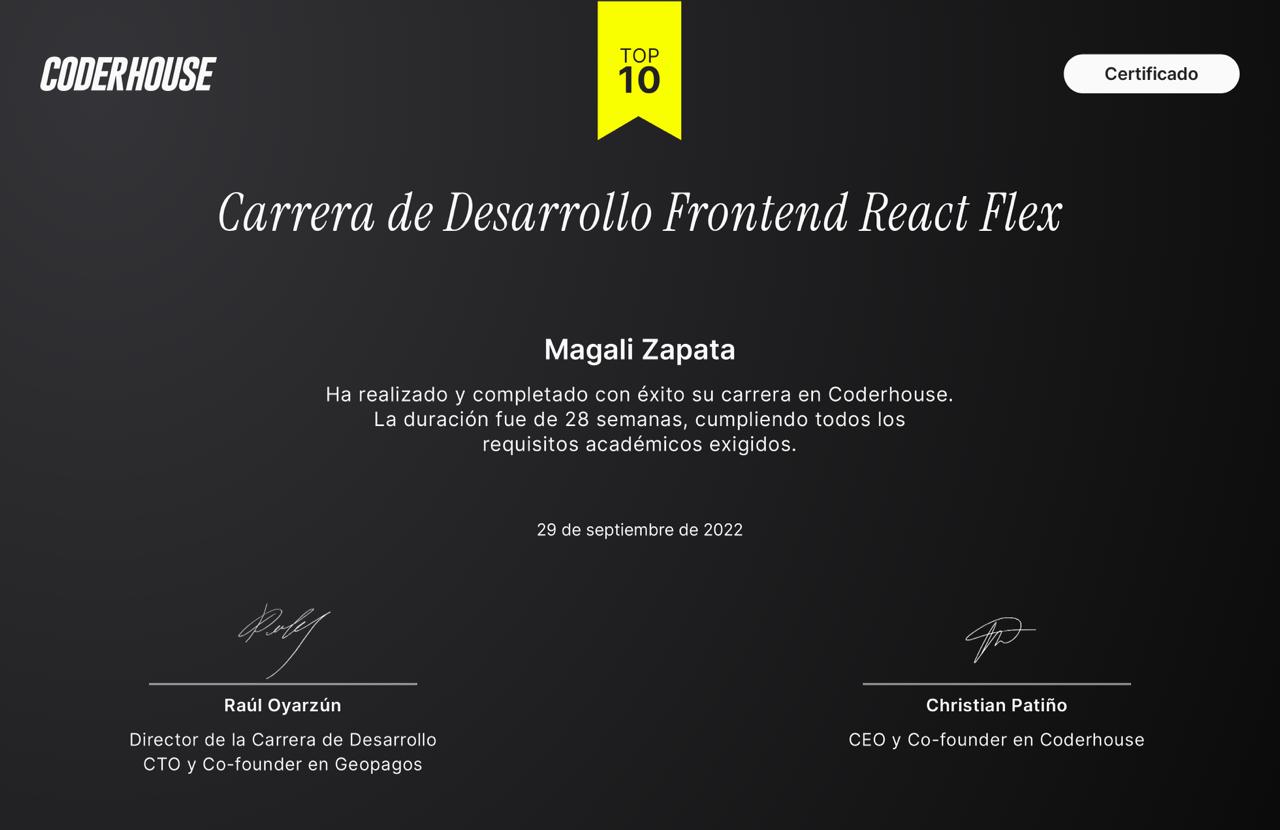 CODERHOUSE
TOP
10
Certificado
Carrera de Desarrollo Frontend React Flex
Magali Zapata
Ha realizado y completado con éxito su carrera en Coderhouse.
La duración fue de 28 semanas, cumpliendo todos los
requisitos académicos exigidos.
29 de septiembre de 2022
Raúl Oyarzún
Director de la Carrera de Desarrollo
CTO y Co-founder en Geopagos
Christian Patiño
CEO y Co-founder en Coderhouse